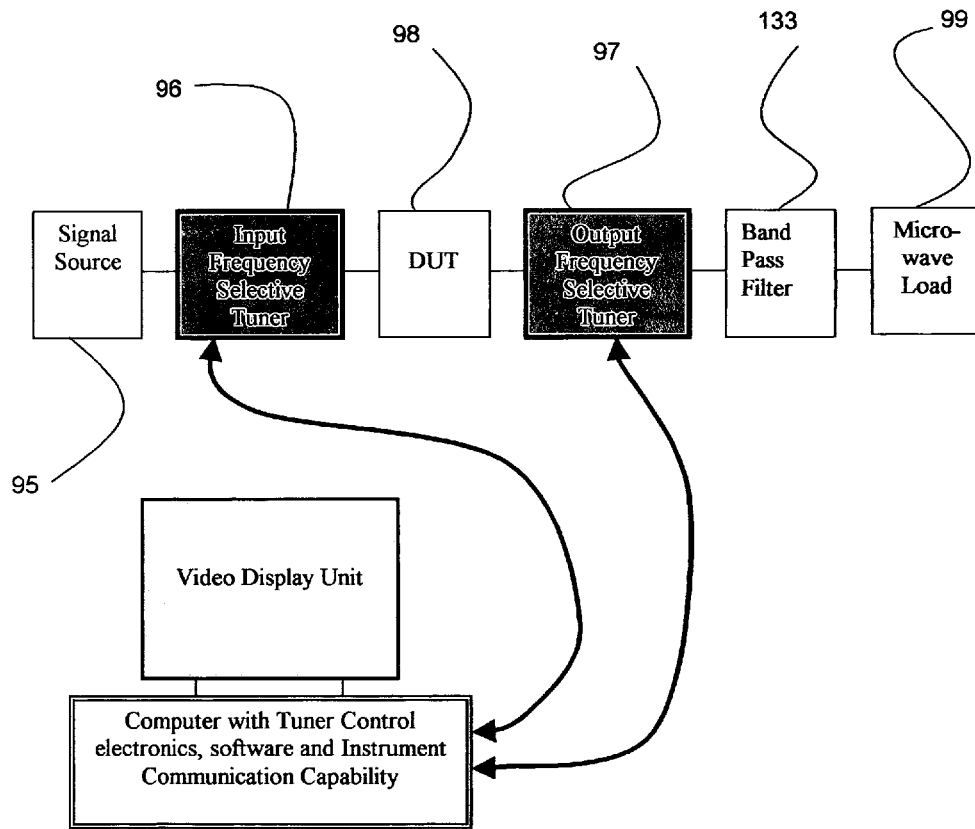 98
97
133
99
96
Signal
Source
Input
Frequency
Selective
Tuner
DUT
Output
Frequency
Selective
Tuner
Band
Pass
Filter
Micro-
wave
Load
95
Video Display Unit
Computer with Tuner Control
electronics, software and Instrument
Communication Capability